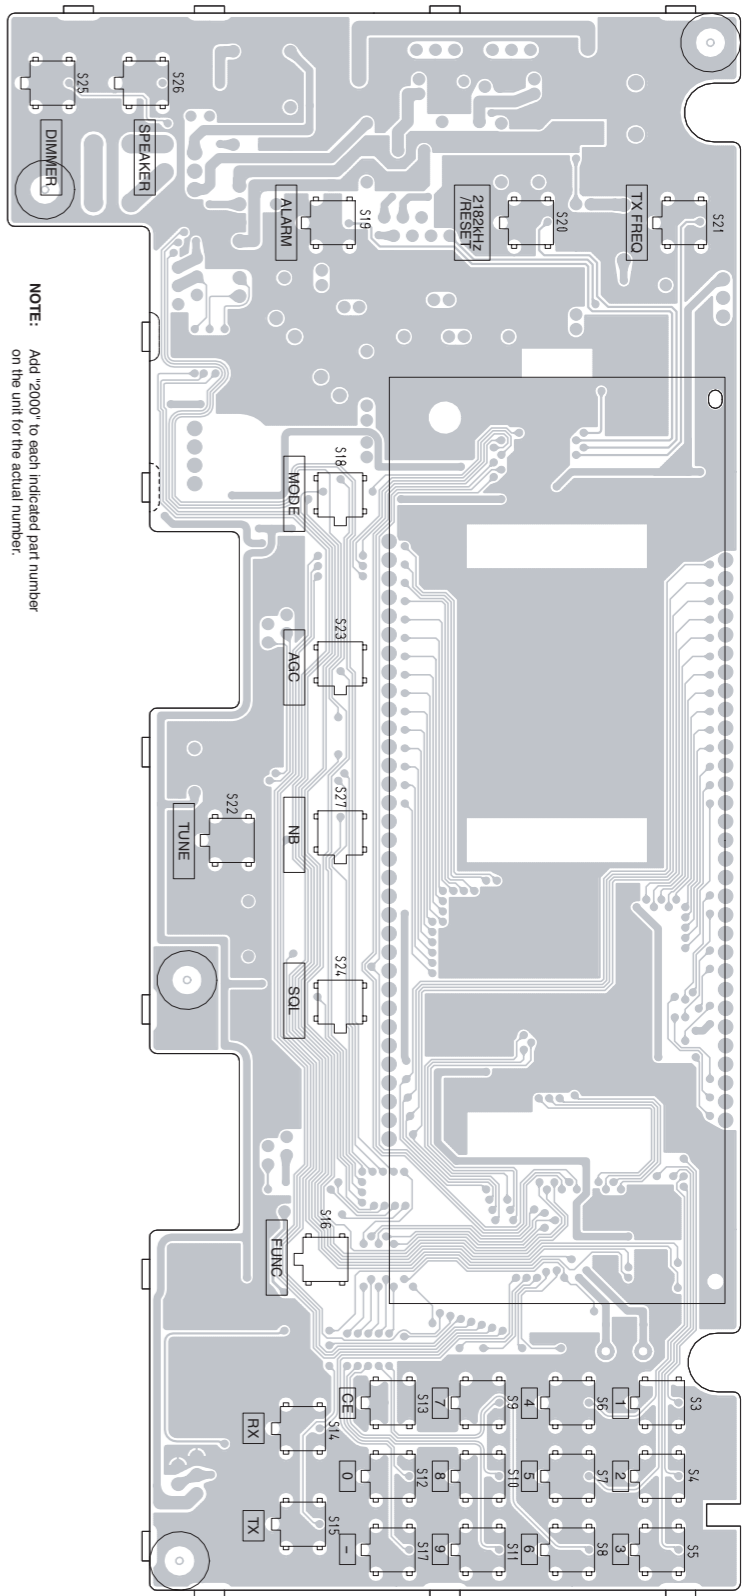 S25
DIMMER
S26
SPEAKER
S19
ALARM
S20
2182kHz
/RESET
S21
TX FREQ
NOTE: Add "2000" to each indicated part number
on the unit for the actual number.
S18
MODE
S23
AGC
S27
NB
S22
TUNE
S24
SQL
S16
FUNC
S3
1
S6
4
S9
7
S13
CE
S14
RX
S4
2
S7
5
S10
8
S12
0
S15
TX
S5
3
S8
6
S11
9
S17
-